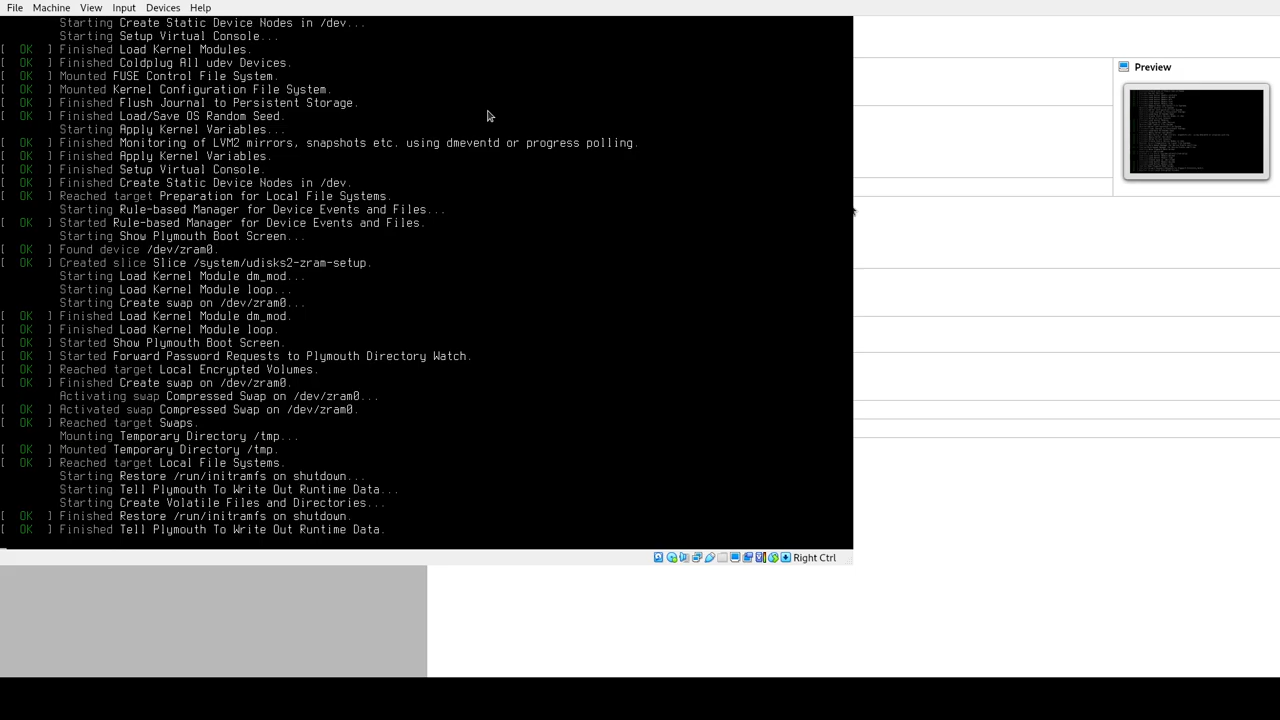 File Machine View Input Devices Help
Starting Create Static Device Nodes in /dev...
Starting Setup Virtual Console...
[  OK  ] Finished Load Kernel Modules.
[  OK  ] Finished Coldplug All udev Devices.
[  OK  ] Mounted FUSE Control File System.
[  OK  ] Mounted Kernel Configuration File System.
[  OK  ] Finished Flush Journal to Persistent Storage.
[  OK  ] Finished Load/Save OS Random Seed.
Starting Apply Kernel Variables...
[  OK  ] Finished Monitoring of LVM2 mirrors, snapshots etc. using dmeventd or progress polling.
[  OK  ] Finished Apply Kernel Variables.
[  OK  ] Finished Setup Virtual Console.
[  OK  ] Finished Create Static Device Nodes in /dev.
[  OK  ] Reached target Preparation for Local File Systems.
Starting Rule-based Manager for Device Events and Files...
[  OK  ] Started Rule-based Manager for Device Events and Files.
Starting Show Plymouth Boot Screen...
[  OK  ] Found device /dev/zram0.
[  OK  ] Created slice Slice /system/udisks2-zram-setup.
Starting Load Kernel Module dm_mod...
Starting Load Kernel Module loop...
Starting Create swap on /dev/zram0...
[  OK  ] Finished Load Kernel Module dm_mod.
[  OK  ] Finished Load Kernel Module loop.
[  OK  ] Started Show Plymouth Boot Screen.
[  OK  ] Started Forward Password Requests to Plymouth Directory Watch.
[  OK  ] Reached target Local Encrypted Volumes.
[  OK  ] Finished Create swap on /dev/zram0.
Activating swap Compressed Swap on /dev/zram0...
[  OK  ] Activated swap Compressed Swap on /dev/zram0.
[  OK  ] Reached target Swaps.
Mounting Temporary Directory /tmp...
[  OK  ] Mounted Temporary Directory /tmp.
[  OK  ] Reached target Local File Systems.
Starting Restore /run/initramfs on shutdown...
Starting Tell Plymouth To Write Out Runtime Data...
Starting Create Volatile Files and Directories...
[  OK  ] Finished Restore /run/initramfs on shutdown.
[  OK  ] Finished Tell Plymouth To Write Out Runtime Data.
Right Ctrl
Preview